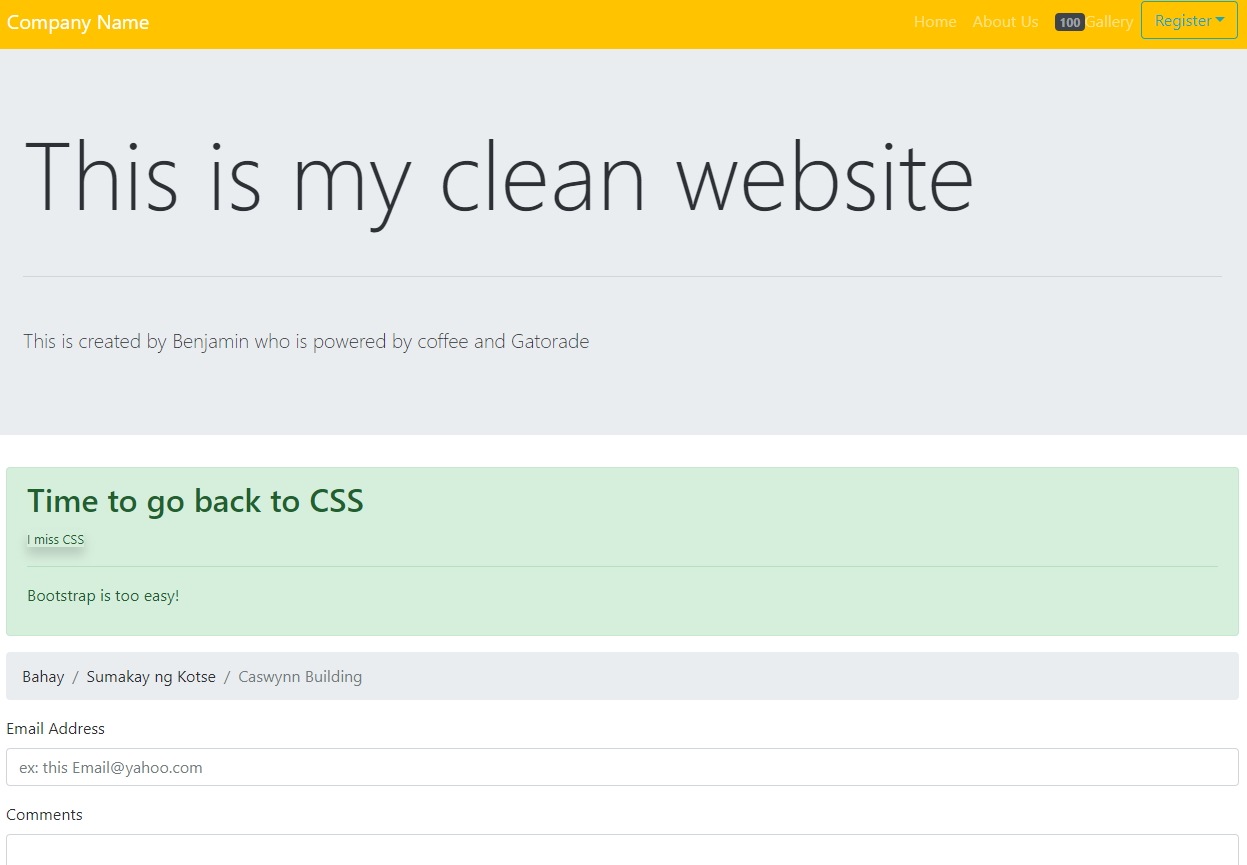 Company Name Home About Us 100 Gallery Register
This is my clean website
This is created by Benjamin who is powered by coffee and Gatorade
Time to go back to CSS
I miss CSS
Bootstrap is too easy!
Bahay / Sumakay ng Kotse / Caswynn Building
Email Address
ex: this Email@yahoo.com
Comments